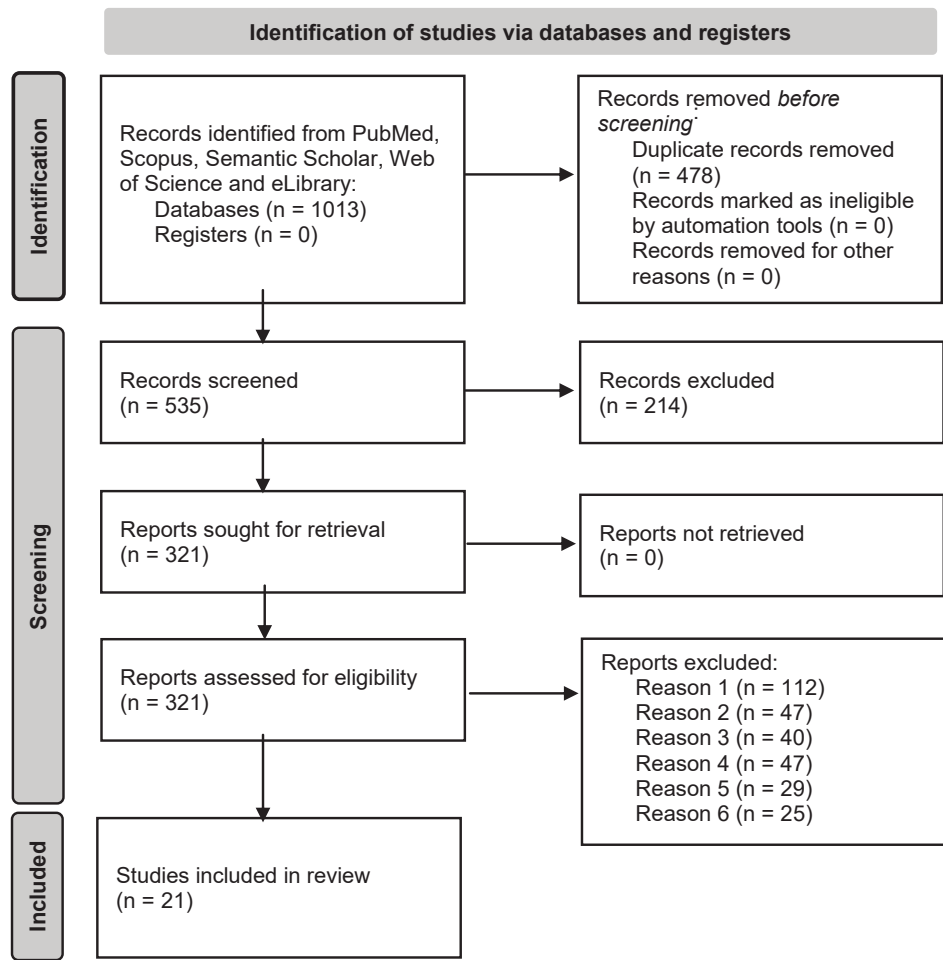 Identification of studies via databases and registers
Identification
Records identified from PubMed,
Scopus, Semantic Scholar, Web
of Science and eLibrary:
Databases (n = 1013)
Registers (n = 0)
Records removed before
screening:
Duplicate records removed
(n = 478)
Records marked as ineligible
by automation tools (n = 0)
Records removed for other
reasons (n = 0)
Screening
Records screened
(n = 535)
Records excluded
(n = 214)
Reports sought for retrieval
(n = 321)
Reports not retrieved
(n = 0)
Reports assessed for eligibility
(n = 321)
Reports excluded:
Reason 1 (n = 112)
Reason 2 (n = 47)
Reason 3 (n = 40)
Reason 4 (n = 47)
Reason 5 (n = 29)
Reason 6 (n = 25)
Included
Studies included in review
(n = 21)